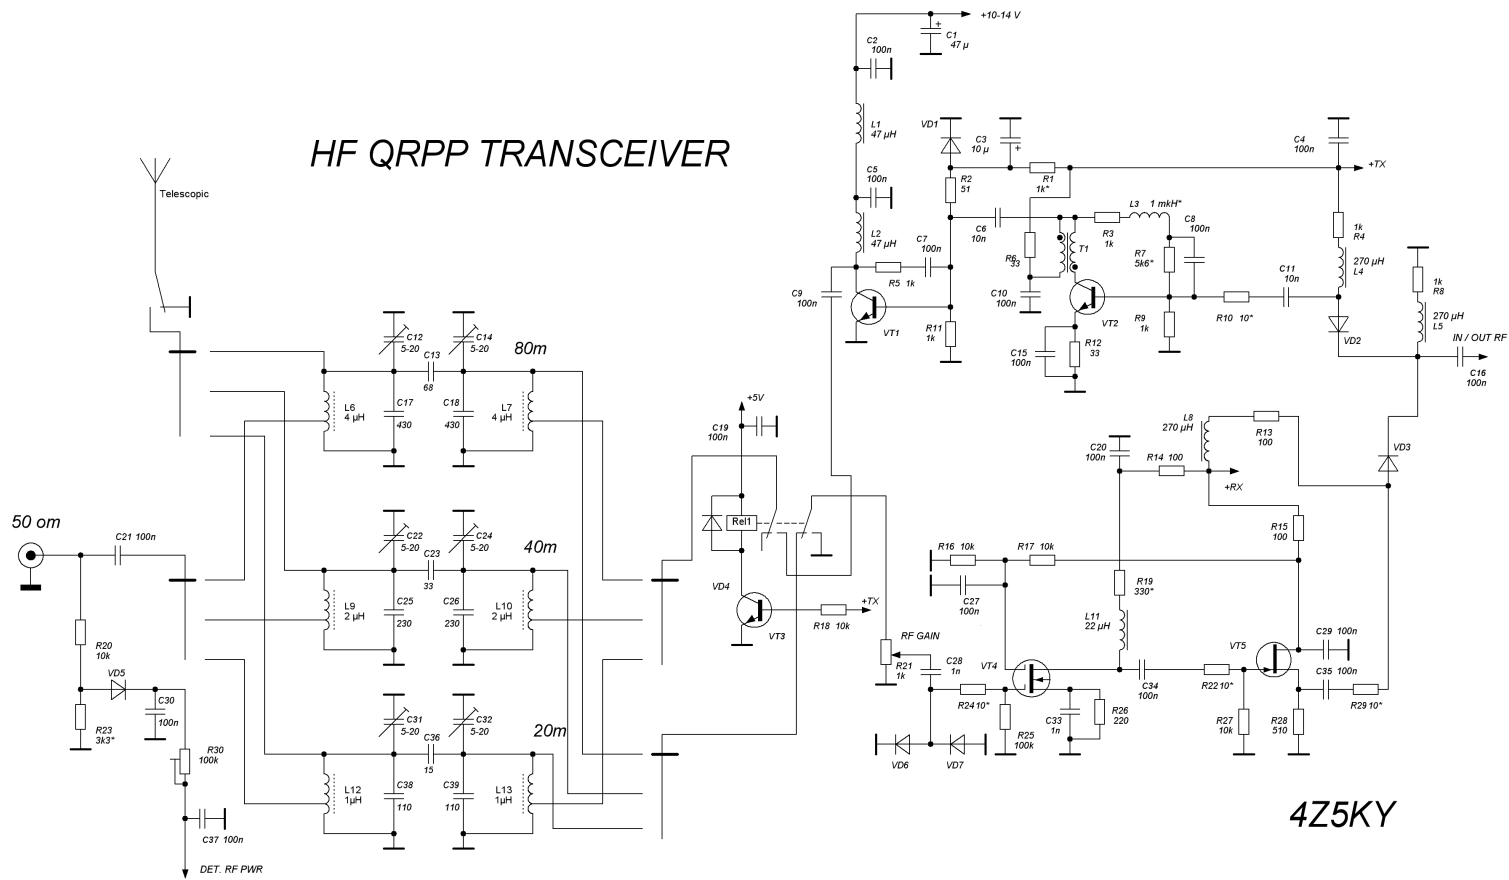 HF QRPP TRANSCEIVER
+10-14 V
C1
47 µ
C2
100n
L1
47 µH
C5
100n
L2
47 µH
VD1
C3
10 µ
R2
51
R1
1k*
C4
100n
+TX
L3 1 mkH*
C8
100n
C6
10n
R3
1k
R6
33
T1
R7
5k6*
1k
R4
270 µH
L4
C7
100n
R5 1k
C9
100n
VT1
R11
1k
C10
100n
VT2
R9
1k
R10 10*
C11
10n
VD2
1k
R8
270 µH
L5
IN / OUT RF
C16
100n
C15
100n
R12
33
Telescopic
C12
5-20
C14
5-20
80m
C13
68
L6
4 µH
C17
430
C18
430
L7
4 µH
+5V
C19
100n
L8
270 µH
R13
100
C20
100n
R14 100
+RX
VD3
R15
100
50 om
C21 100n
C22
5-20
C24
5-20
40m
C23
33
L9
2 µH
C25
230
C26
230
L10
2 µH
Rel1
VD4
VT3
R18 10k
+TX
R16 10k
R17 10k
C27
100n
R19
330*
L11
22 µH
RF GAIN
R21
1k
C28
1n
VT4
R24 10*
R25
100k
C33
1n
R26
220
C34
100n
R22 10*
VT5
R27
10k
R28
510
C29 100n
C35 100n
R29 10*
VD6
VD7
R20
10k
VD5
C30
100n
R23
3k3*
R30
100k
C37 100n
DET. RF PWR
C31
5-20
C32
5-20
20m
C36
15
L12
1µH
C38
110
C39
110
L13
1µH
4Z5KY